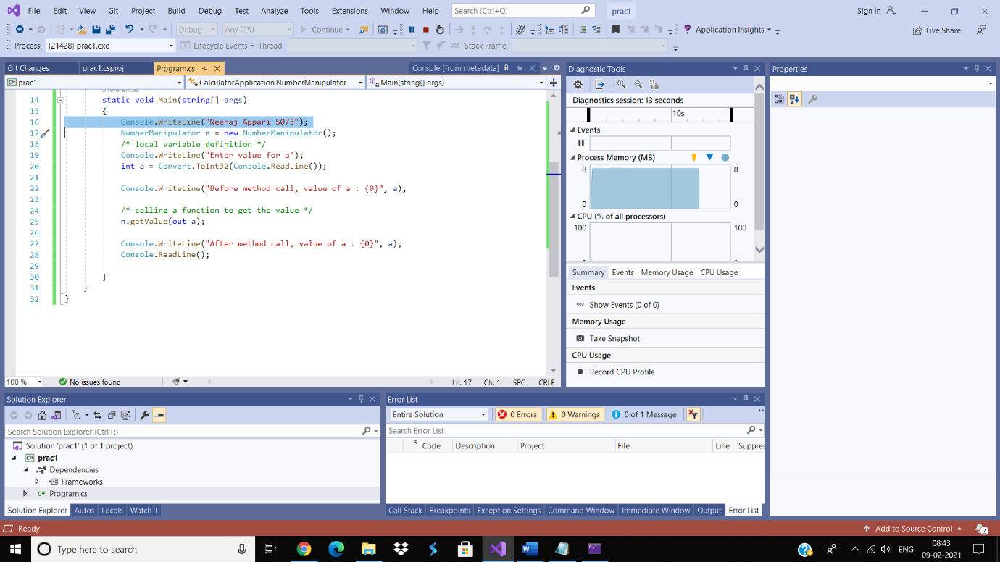 File Edit View Git Project Build Debug Test Analyze Tools Extensions Window Help Search (Ctrl+Q) prac1 Sign in
Debug Any CPU Continue Application Insights Live Share
Process: [21428] prac1.exe Lifecycle Events Thread: Stack Frame:
Git Changes prac1.csproj Program.cs Console [from metadata]
prac1 CalculatorApplication.NumberManipulator Main(string[] args)
0 references
14 static void Main(string[] args)
15 {
16 Console.WriteLine("Neeraj Appari S073");
17 NumberManipulator n = new NumberManipulator();
18 /* local variable definition */
19 Console.WriteLine("Enter value for a");
20 int a = Convert.ToInt32(Console.ReadLine());
21
22 Console.WriteLine("Before method call, value of a : {0}", a);
23
24 /* calling a function to get the value */
25 n.getValue(out a);
26
27 Console.WriteLine("After method call, value of a : {0}", a);
28 Console.ReadLine();
29
30 }
31 }
32 }
100 % No issues found Ln: 17 Ch: 1 SPC CRLF
Diagnostic Tools
Diagnostics session: 13 seconds
10s
Events
Process Memory (MB)
8 8
0 0
CPU (% of all processors)
100 100
Summary Events Memory Usage CPU Usage
Events
Show Events (0 of 0)
Memory Usage
Take Snapshot
CPU Usage
Record CPU Profile
Properties
Solution Explorer
Search Solution Explorer (Ctrl+;)
Solution 'prac1' (1 of 1 project)
prac1
Dependencies
Frameworks
C# Program.cs
Solution Explorer Autos Locals Watch 1
Error List
Entire Solution 0 Errors 0 Warnings 0 of 1 Message
Search Error List
Code Description Project File Line Suppres
Call Stack Breakpoints Exception Settings Command Window Immediate Window Output Error List
Ready Add to Source Control 2
Type here to search ENG 08:43
09-02-2021